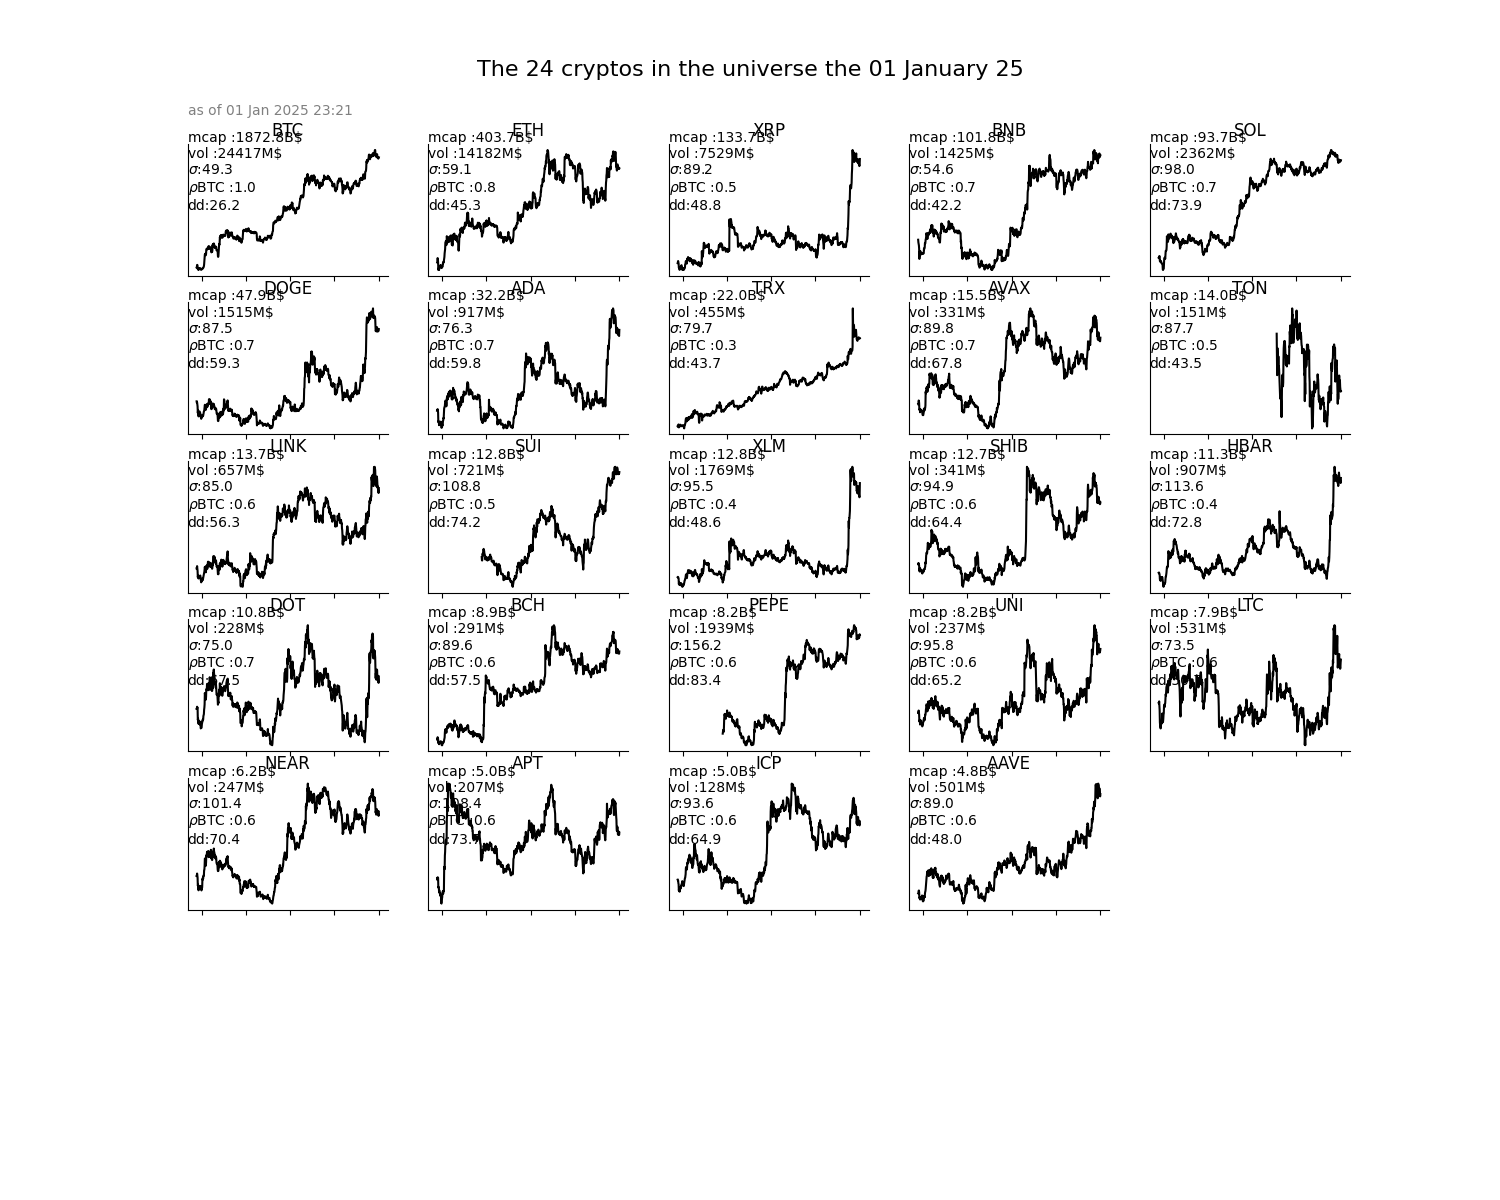 The 24 cryptos in the universe the 01 January 25
as of 01 Jan 2025 23:21
BTC
mcap :1872.8B$
vol :24417M$
σ:49.3
ρBTC :1.0
dd:26.2
ETH
mcap :403.7B$
vol :14182M$
σ:59.1
ρBTC :0.8
dd:45.3
XRP
mcap :133.7B$
vol :7529M$
σ:89.2
ρBTC :0.5
dd:48.8
BNB
mcap :101.8B$
vol :1425M$
σ:54.6
ρBTC :0.7
dd:42.2
SOL
mcap :93.7B$
vol :2362M$
σ:98.0
ρBTC :0.7
dd:73.9
DOGE
mcap :47.9B$
vol :1515M$
σ:87.5
ρBTC :0.7
dd:59.3
ADA
mcap :32.2B$
vol :917M$
σ:76.3
ρBTC :0.7
dd:59.8
TRX
mcap :22.0B$
vol :455M$
σ:79.7
ρBTC :0.3
dd:43.7
AVAX
mcap :15.5B$
vol :331M$
σ:89.8
ρBTC :0.7
dd:67.8
TON
mcap :14.0B$
vol :151M$
σ:87.7
ρBTC :0.5
dd:43.5
LINK
mcap :13.7B$
vol :657M$
σ:85.0
ρBTC :0.6
dd:56.3
SUI
mcap :12.8B$
vol :721M$
σ:108.8
ρBTC :0.5
dd:74.2
XLM
mcap :12.8B$
vol :1769M$
σ:95.5
ρBTC :0.4
dd:48.6
SHIB
mcap :12.7B$
vol :341M$
σ:94.9
ρBTC :0.6
dd:64.4
HBAR
mcap :11.3B$
vol :907M$
σ:113.6
ρBTC :0.4
dd:72.8
DOT
mcap :10.8B$
vol :228M$
σ:75.0
ρBTC :0.7
BCH
mcap :8.9B$
vol :291M$
σ:89.6
ρBTC :0.6
dd:57.5
PEPE
mcap :8.2B$
vol :1939M$
σ:156.2
ρBTC :0.6
dd:83.4
UNI
mcap :8.2B$
vol :237M$
σ:95.8
ρBTC :0.6
dd:65.2
LTC
mcap :7.9B$
vol :531M$
σ:73.5
ρBTC :0.6
NEAR
mcap :6.2B$
vol :247M$
σ:101.4
ρBTC :0.6
dd:70.4
APT
mcap :5.0B$
vol :207M$
σ:108.4
ρBTC :0.6
ICP
mcap :5.0B$
vol :128M$
σ:93.6
ρBTC :0.6
dd:64.9
AAVE
mcap :4.8B$
vol :501M$
σ:89.0
ρBTC :0.6
dd:48.0